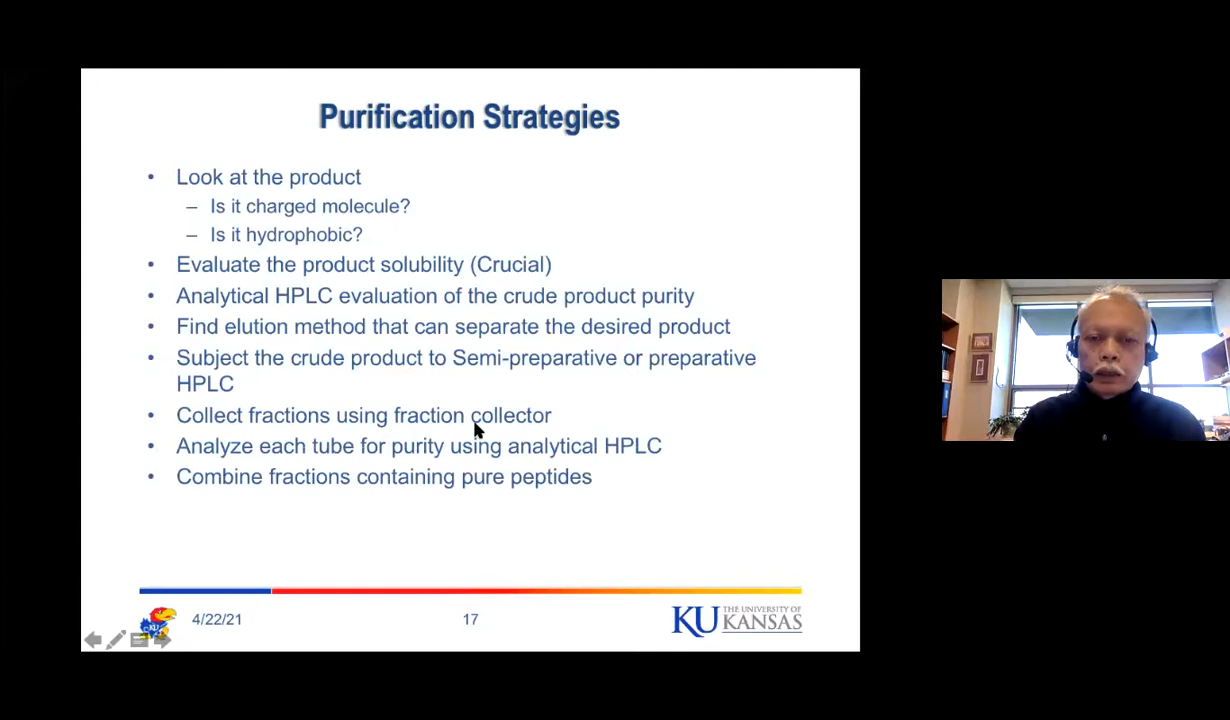 Purification Strategies
• Look at the product
– Is it charged molecule?
– Is it hydrophobic?
• Evaluate the product solubility (Crucial)
• Analytical HPLC evaluation of the crude product purity
• Find elution method that can separate the desired product
• Subject the crude product to Semi-preparative or preparative
HPLC
• Collect fractions using fraction collector
• Analyze each tube for purity using analytical HPLC
• Combine fractions containing pure peptides
KU
4/22/21
17
KU THE UNIVERSITY OF
KANSAS